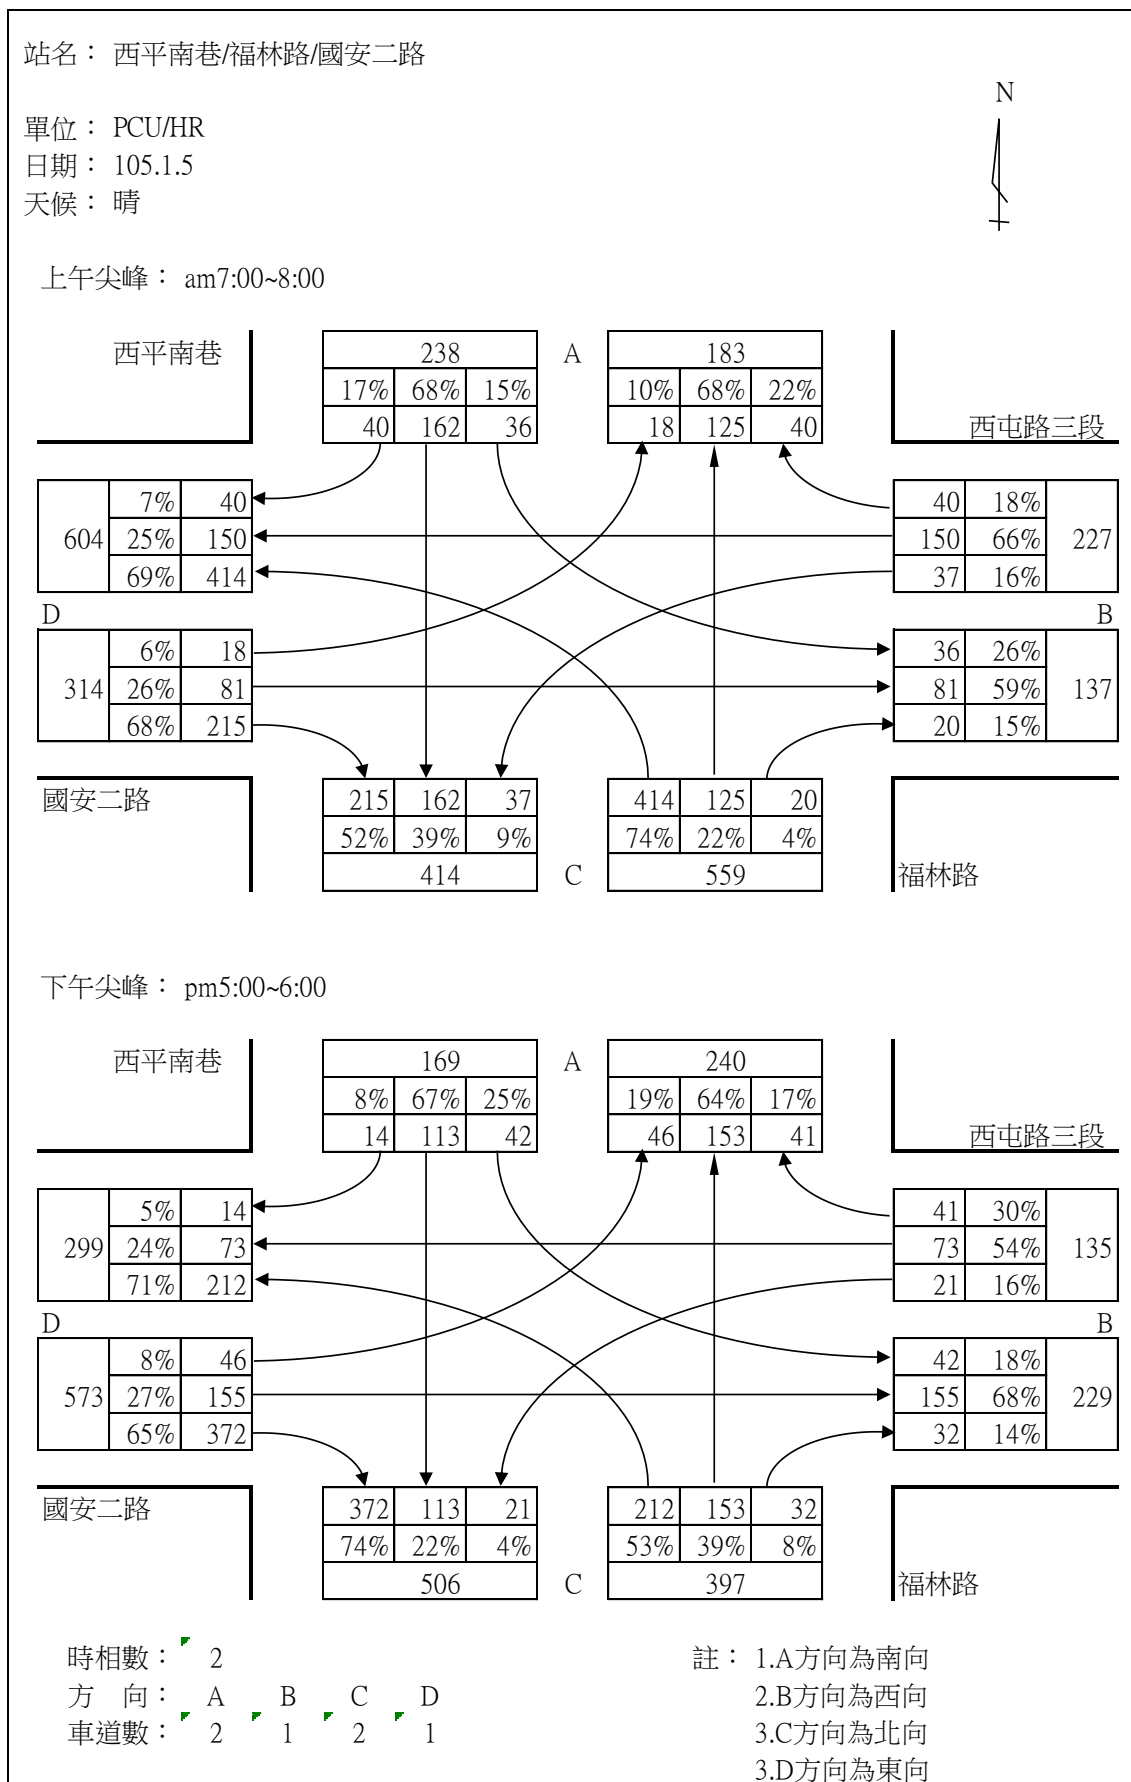 站名： 西平南巷/福林路/國安二路
N
單位： PCU/HR
日期： 105.1.5
天候： 晴
上午尖峰： am7:00~8:00
西平南巷 238 A 183
17% 68% 15% 10% 68% 22%
40 162 36 18 125 40 西屯路三段
7% 40 40 18%
604 25% 150 150 66% 227
69% 414 37 16%
D B
6% 18 36 26%
314 26% 81 81 59% 137
68% 215 20 15%
國安二路 215 162 37 414 125 20
52% 39% 9% 74% 22% 4%
414 C 559 福林路
下午尖峰： pm5:00~6:00
西平南巷 169 A 240
8% 67% 25% 19% 64% 17%
14 113 42 46 153 41 西屯路三段
5% 14 41 30%
299 24% 73 73 54% 135
71% 212 21 16%
D B
8% 46 42 18%
573 27% 155 155 68% 229
65% 372 32 14%
國安二路 372 113 21 212 153 32
74% 22% 4% 53% 39% 8%
506 C 397 福林路
時相數： 2 註： 1.A方向為南向
方 向： A B C D 2.B方向為西向
車道數： 2 1 2 1 3.C方向為北向
3.D方向為東向